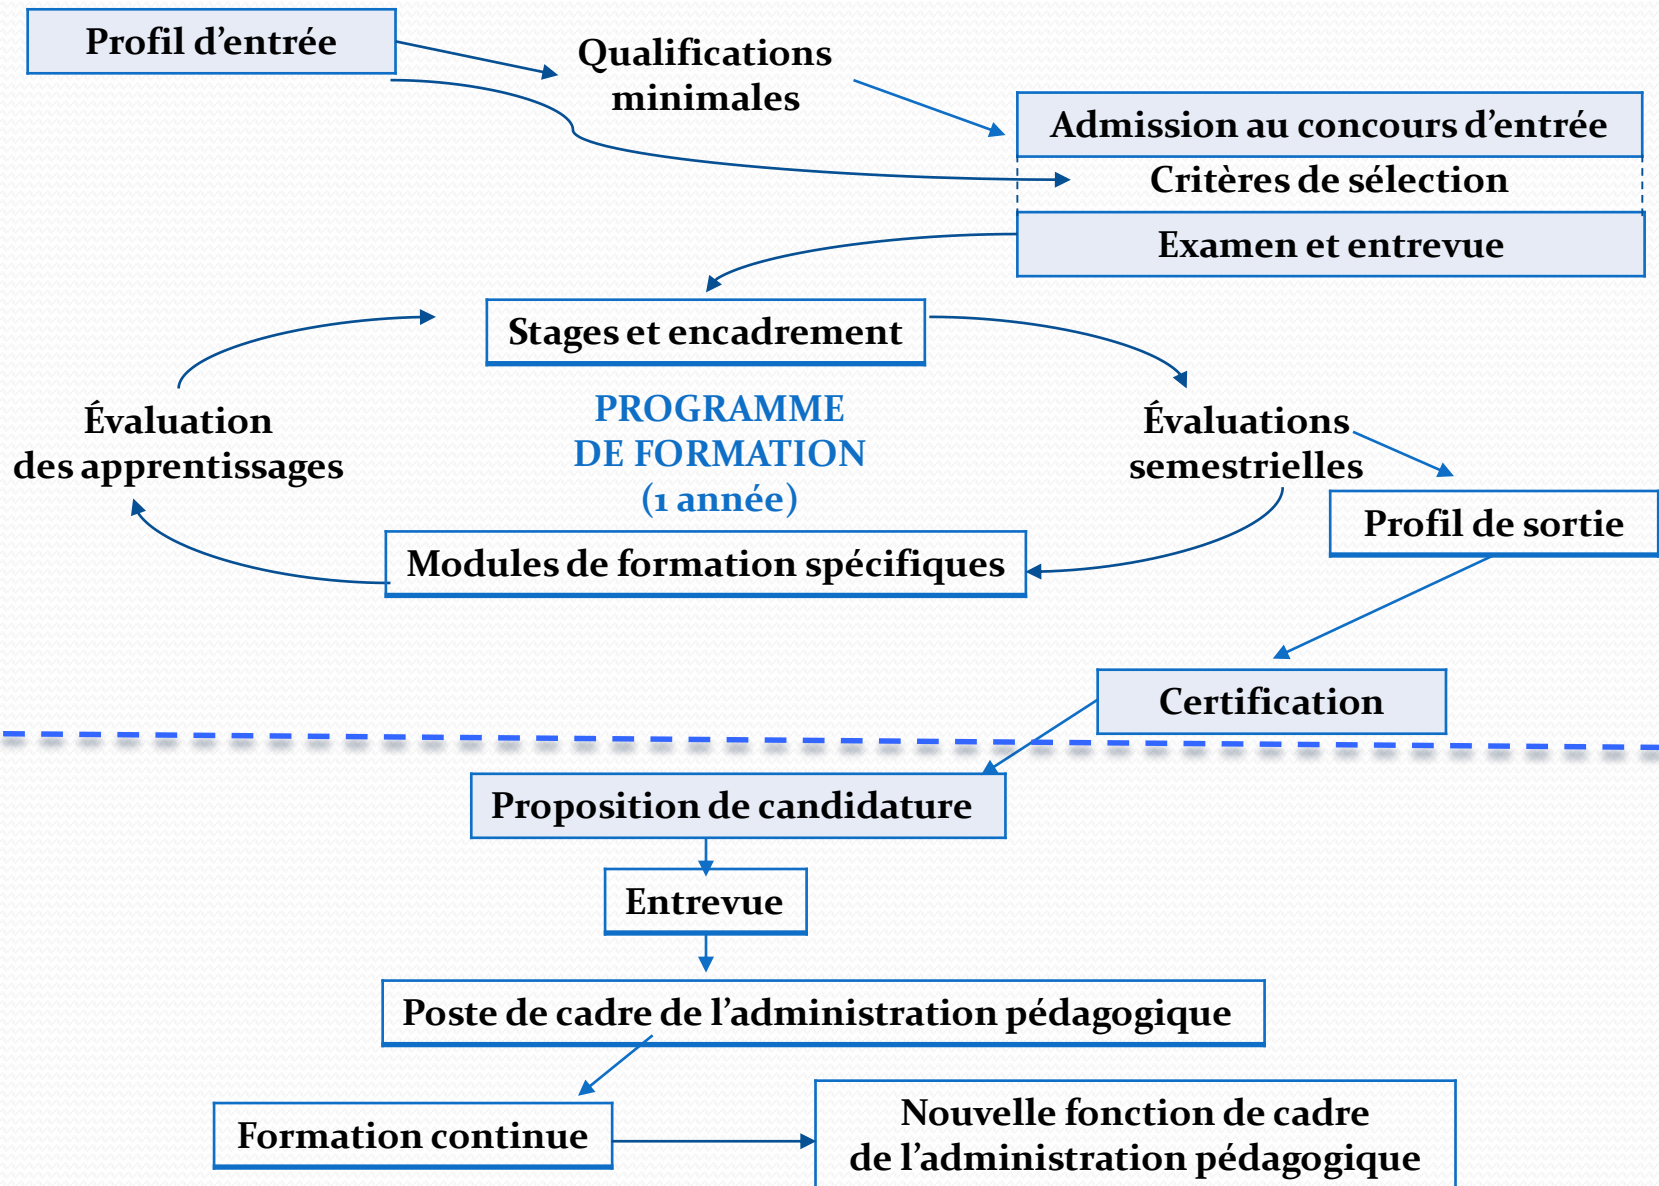 Profil d’entrée
Qualifications
minimales
Admission au concours d’entrée
Critères de sélection
Examen et entrevue
Stages et encadrement
PROGRAMME
DE FORMATION
(1 année)
Évaluation
des apprentissages
Évaluations
semestrielles
Profil de sortie
Modules de formation spécifiques
Certification
Proposition de candidature
Entrevue
Poste de cadre de l’administration pédagogique
Formation continue
Nouvelle fonction de cadre
de l’administration pédagogique